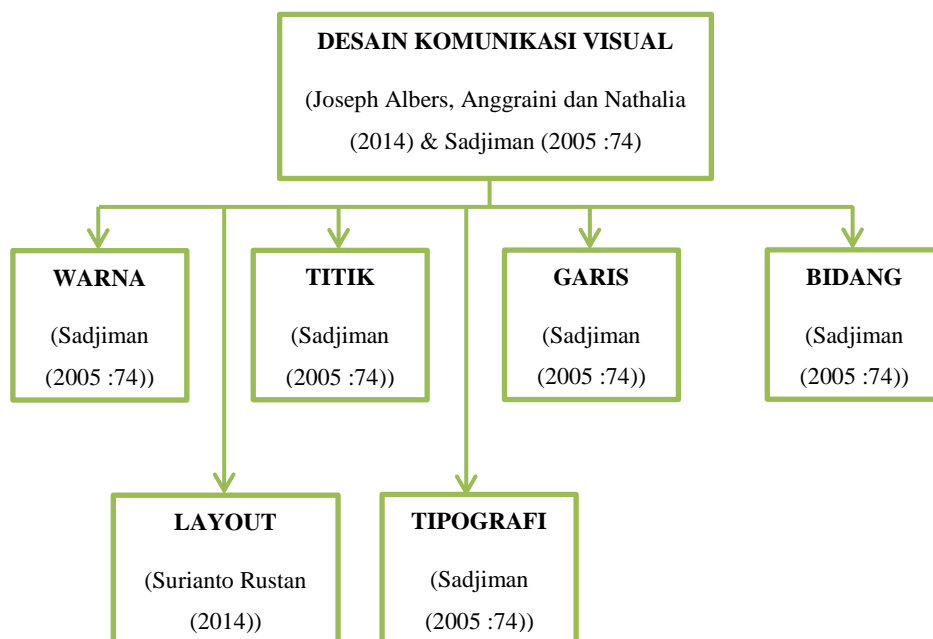 DESAIN KOMUNIKASI VISUAL
(Joseph Albers, Anggraini dan Nathalia
(2014) & Sadjiman (2005 :74)
WARNA
(Sadjiman
(2005 :74))
TITIK
(Sadjiman
(2005 :74))
GARIS
(Sadjiman
(2005 :74))
BIDANG
(Sadjiman
(2005 :74))
LAYOUT
(Surianto Rustan
(2014))
TIPOGRAFI
(Sadjiman
(2005 :74))